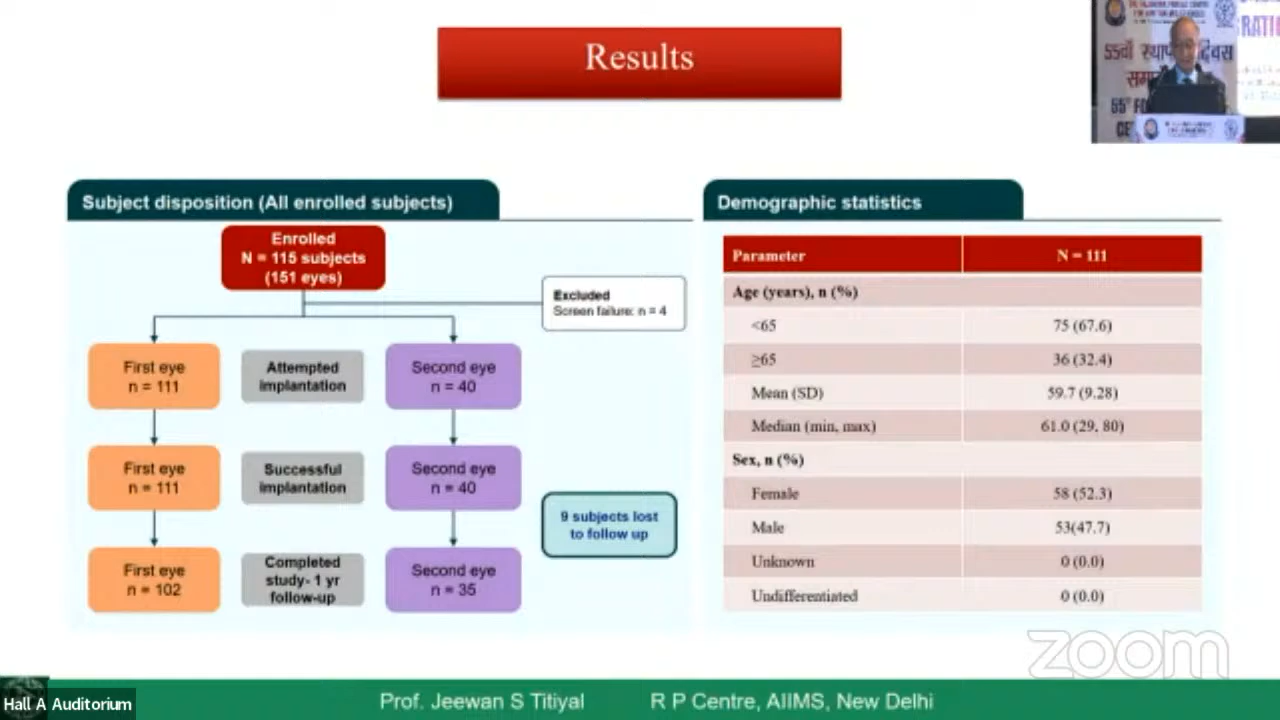 Results
55वाँ स्थापना दिवस
RATIO
Subject disposition (All enrolled subjects)
Enrolled
N = 115 subjects
(151 eyes)
Excluded
Screen failure: n = 4
First eye
n = 111
Attempted
implantation
Second eye
n = 40
First eye
n = 111
Successful
implantation
Second eye
n = 40
9 subjects lost
to follow up
First eye
n = 102
Completed
study- 1 yr
follow-up
Second eye
n = 35
Demographic statistics
Parameter N = 111
Age (years), n (%)
<65 75 (67.6)
≥65 36 (32.4)
Mean (SD) 59.7 (9.28)
Median (min, max) 61.0 (29, 80)
Sex, n (%)
Female 58 (52.3)
Male 53(47.7)
Unknown 0 (0.0)
Undifferentiated 0 (0.0)
zoom
Hall A Auditorium
Prof. Jeewan S Titiyal R P Centre, AIIMS, New Delhi